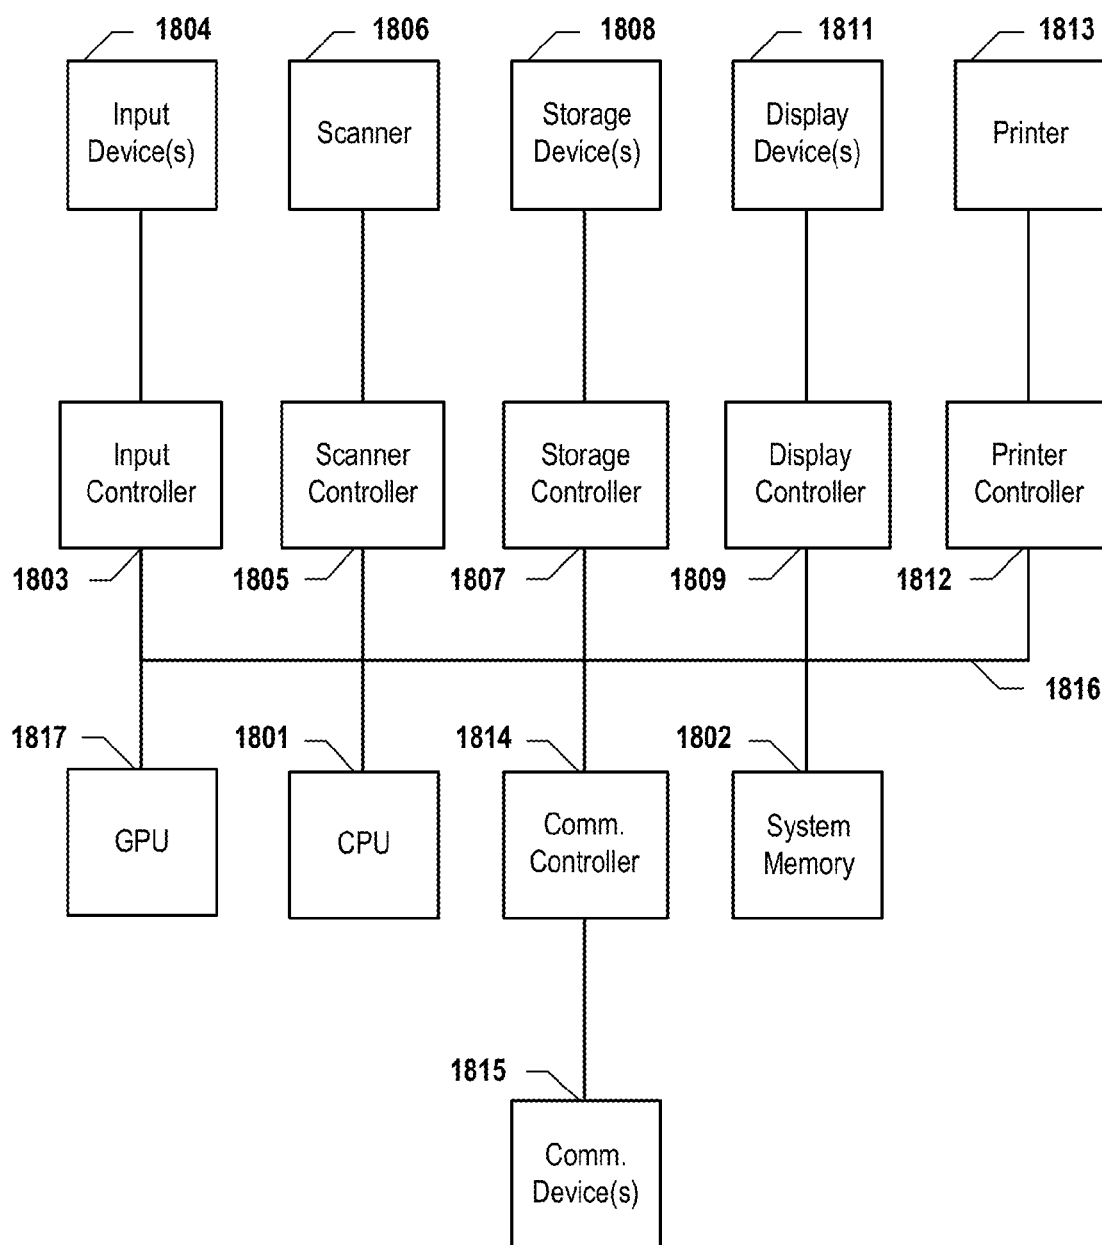 1804
1806
1808
1811
1813
Input
Device(s)
Scanner
Storage
Device(s)
Display
Device(s)
Printer
Input
Controller
Scanner
Controller
Storage
Controller
Display
Controller
Printer
Controller
1803
1805
1807
1809
1812
1816
1817
1801
1814
1802
GPU
CPU
Comm.
Controller
System
Memory
1815
Comm.
Device(s)